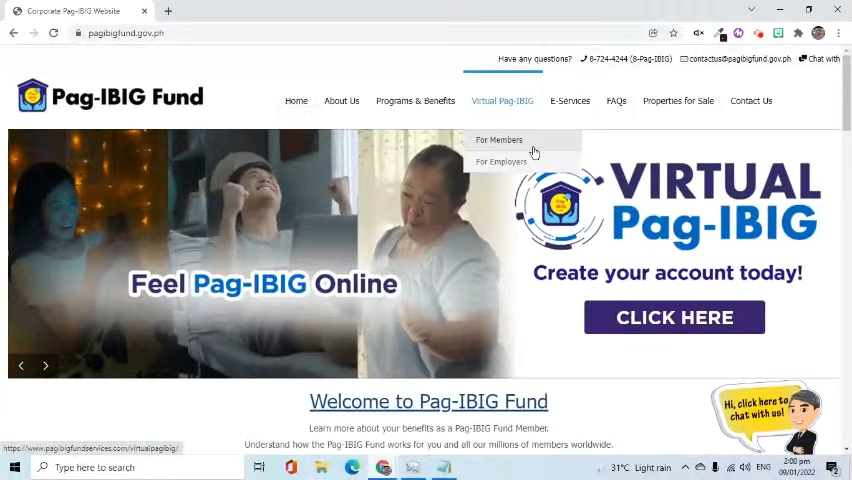 Corporate Pag-IBIG Website
pagibigfund.gov.ph
Have any questions? 8-724-4244 (8-Pag-IBIG) contactus@pagibigfund.gov.ph Chat with
Pag-IBIG Fund
Home About Us Programs & Benefits Virtual Pag-IBIG E-Services FAQs Properties for Sale Contact Us
For Members
For Employers
VIRTUAL
Pag-IBIG
Feel Pag-IBIG Online
Create your account today!
CLICK HERE
Welcome to Pag-IBIG Fund
Hi, click here to
chat with us!
Learn more about your benefits as a Pag-IBIG Fund Member.
Understand how the Pag-IBIG Fund works for you and all our millions of members worldwide.
https://www.pagibigfundservices.com/virtualpagibig/
Type here to search
31°C Light rain
ENG
2:00 pm
09/01/2022
2